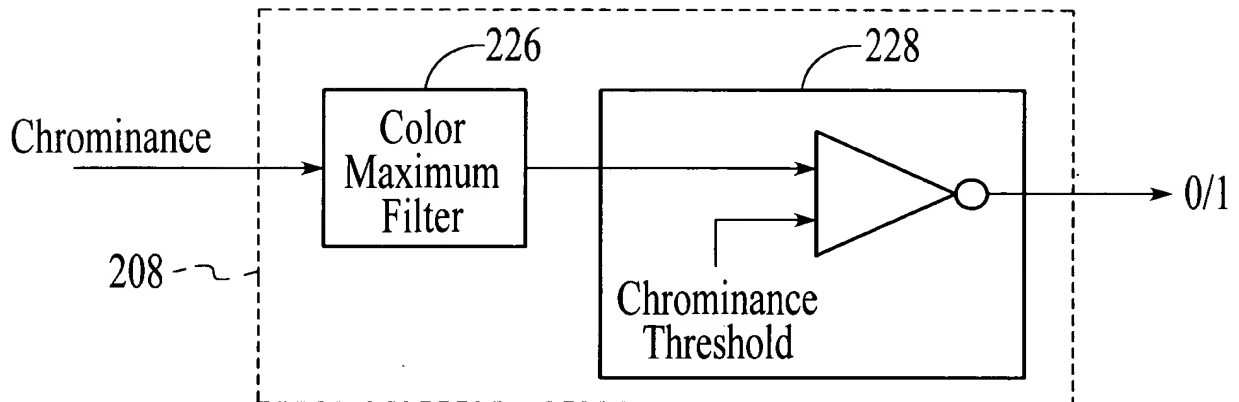 226
228
Chrominance
Color
Maximum
Filter
0/1
208
Chrominance
Threshold